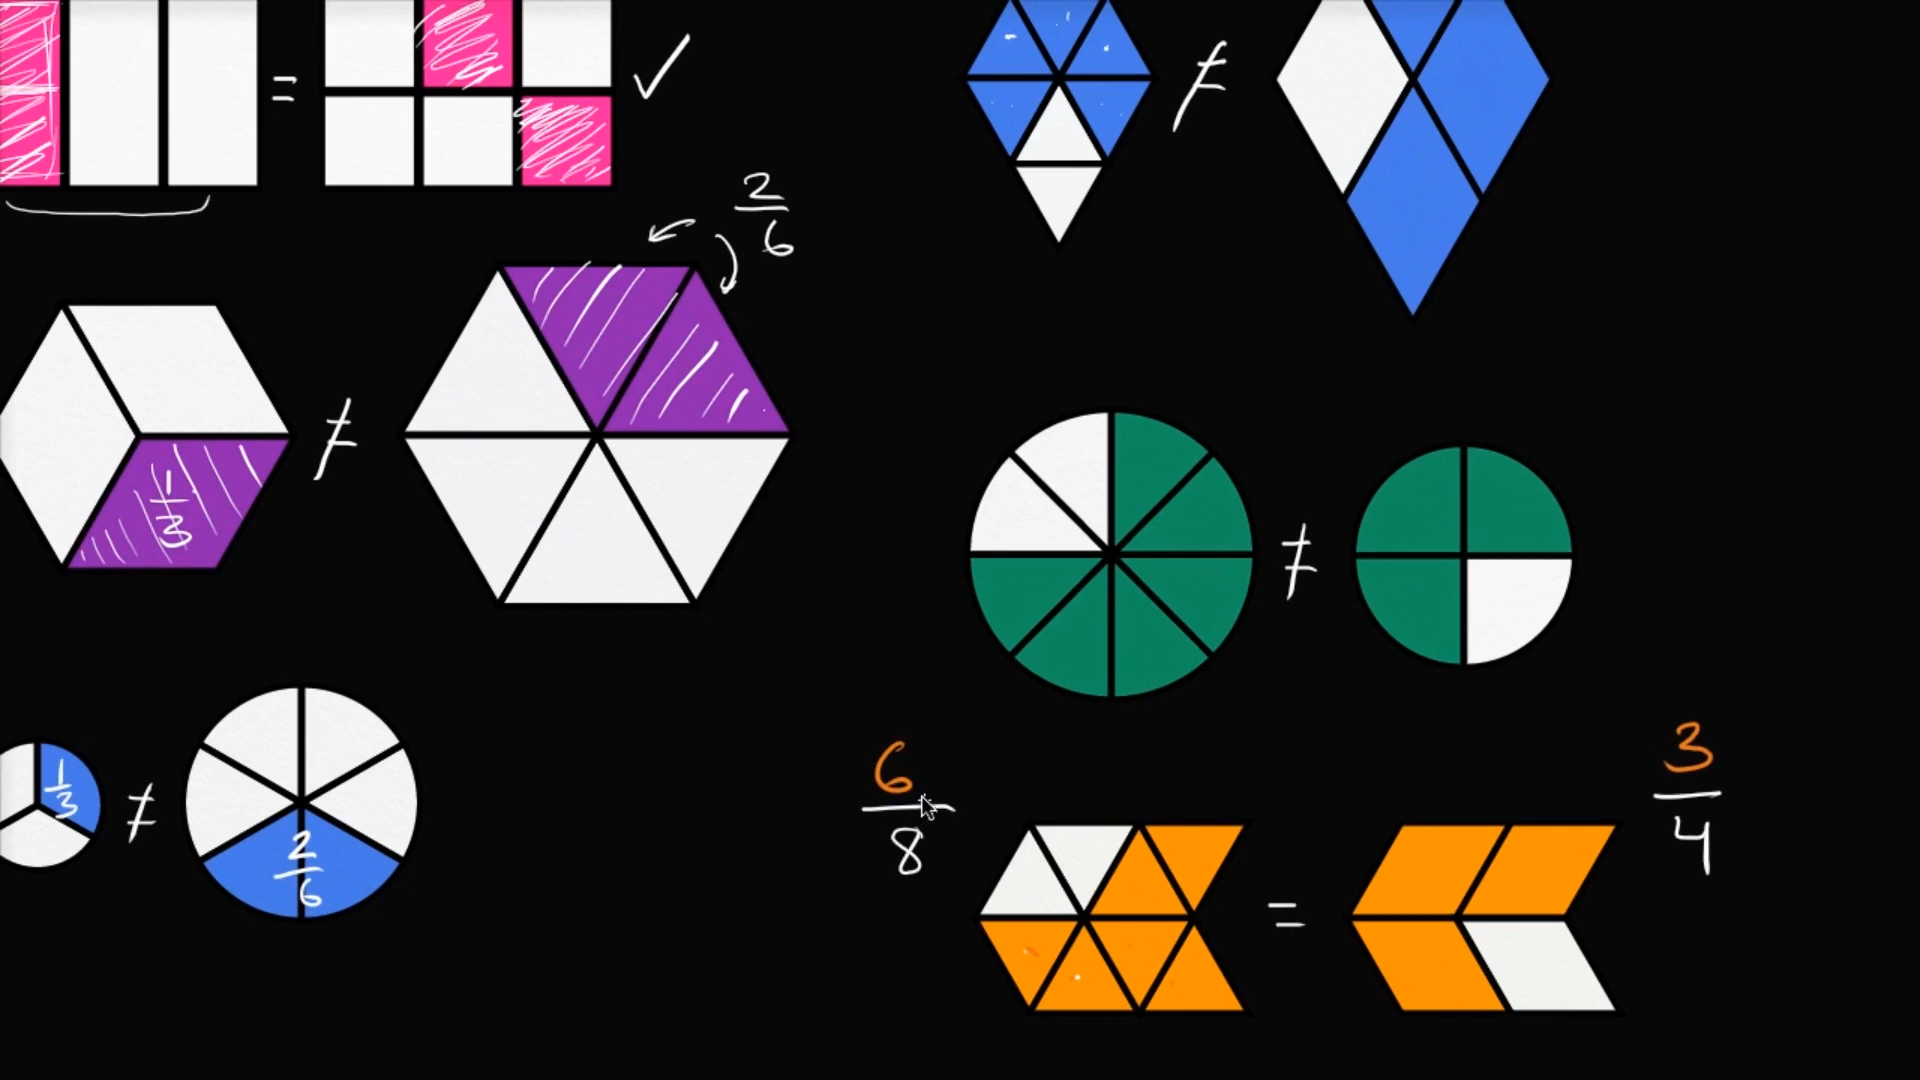 = ✓
≠
2/6
1/3 ≠
≠
1/3 ≠ 2/6
6/8 = 3/4